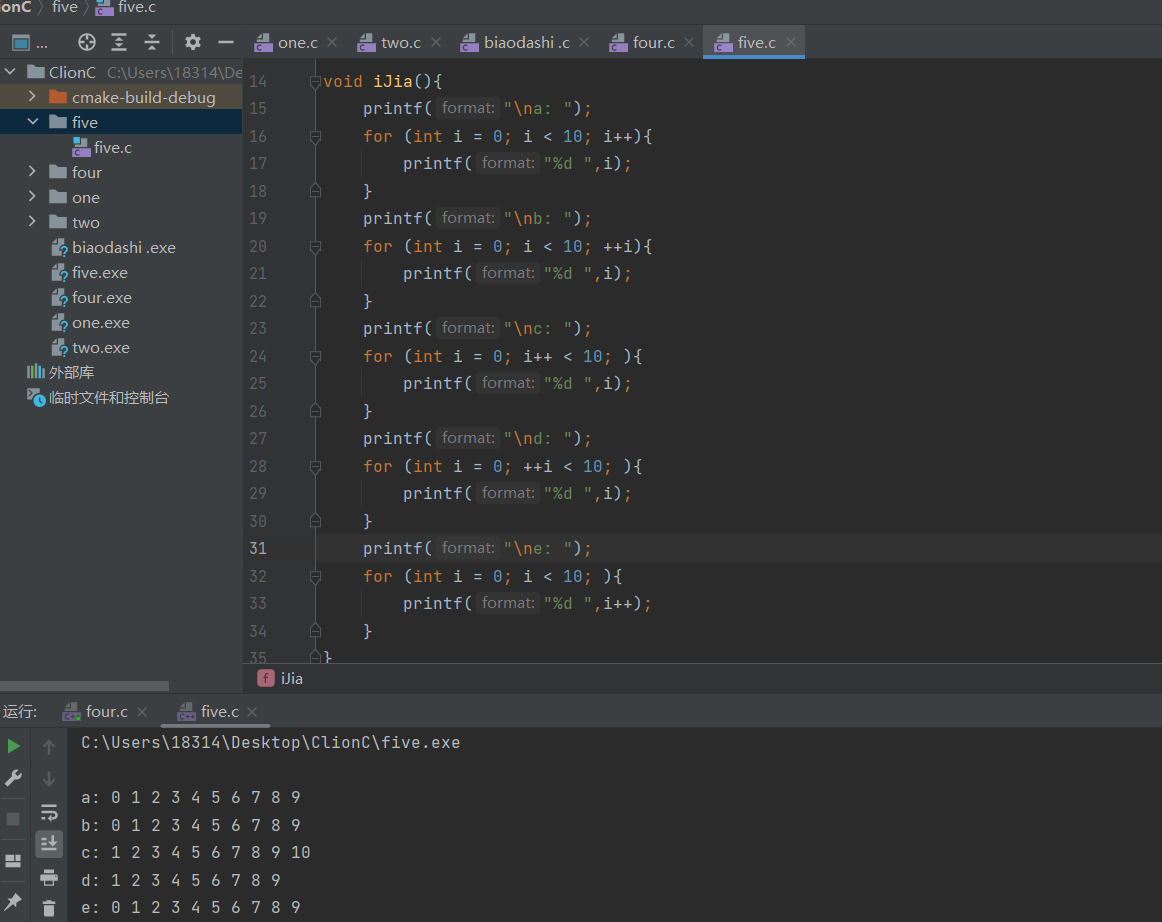 ionC five five.c
... one.c two.c biaodashi .c four.c five.c
ClionC C:\Users\18314\De
cmake-build-debug
five
five.c
four
one
two
biaodashi .exe
five.exe
four.exe
one.exe
two.exe
外部库
临时文件和控制台
14 void iJia(){
15 printf( format: "\na: ");
16 for (int i = 0; i < 10; i++){
17 printf( format: "%d ",i);
18 }
19 printf( format: "\nb: ");
20 for (int i = 0; i < 10; ++i){
21 printf( format: "%d ",i);
22 }
23 printf( format: "\nc: ");
24 for (int i = 0; i++ < 10; ){
25 printf( format: "%d ",i);
26 }
27 printf( format: "\nd: ");
28 for (int i = 0; ++i < 10; ){
29 printf( format: "%d ",i);
30 }
31 printf( format: "\ne: ");
32 for (int i = 0; i < 10; ){
33 printf( format: "%d ",i++);
34 }
35 }
f iJia
运行: four.c five.c
C:\Users\18314\Desktop\ClionC\five.exe
a: 0 1 2 3 4 5 6 7 8 9
b: 0 1 2 3 4 5 6 7 8 9
c: 1 2 3 4 5 6 7 8 9 10
d: 1 2 3 4 5 6 7 8 9
e: 0 1 2 3 4 5 6 7 8 9